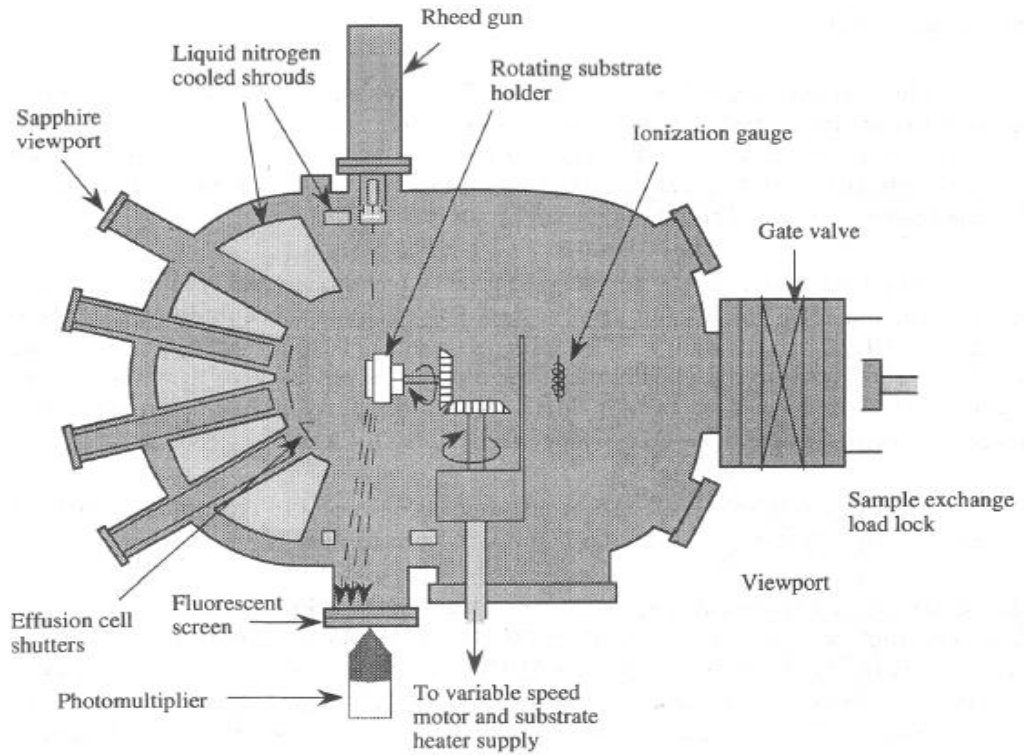 Rheed gun
Liquid nitrogen
cooled shrouds
Rotating substrate
holder
Sapphire
viewport
Ionization gauge
Gate valve
Sample exchange
load lock
Viewport
Effusion cell
shutters
Fluorescent
screen
Photomultiplier
To variable speed
motor and substrate
heater supply